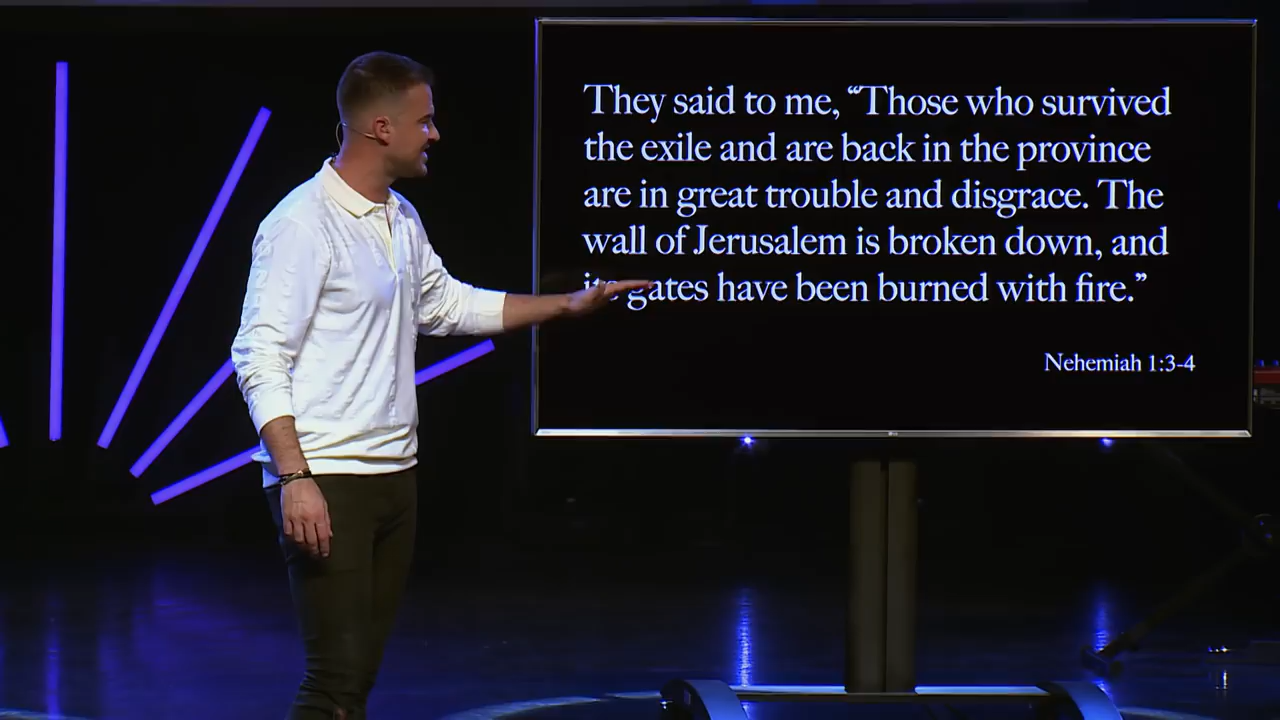 They said to me, “Those who survived
the exile and are back in the province
are in great trouble and disgrace. The
wall of Jerusalem is broken down, and
its gates have been burned with fire.”
Nehemiah 1:3-4